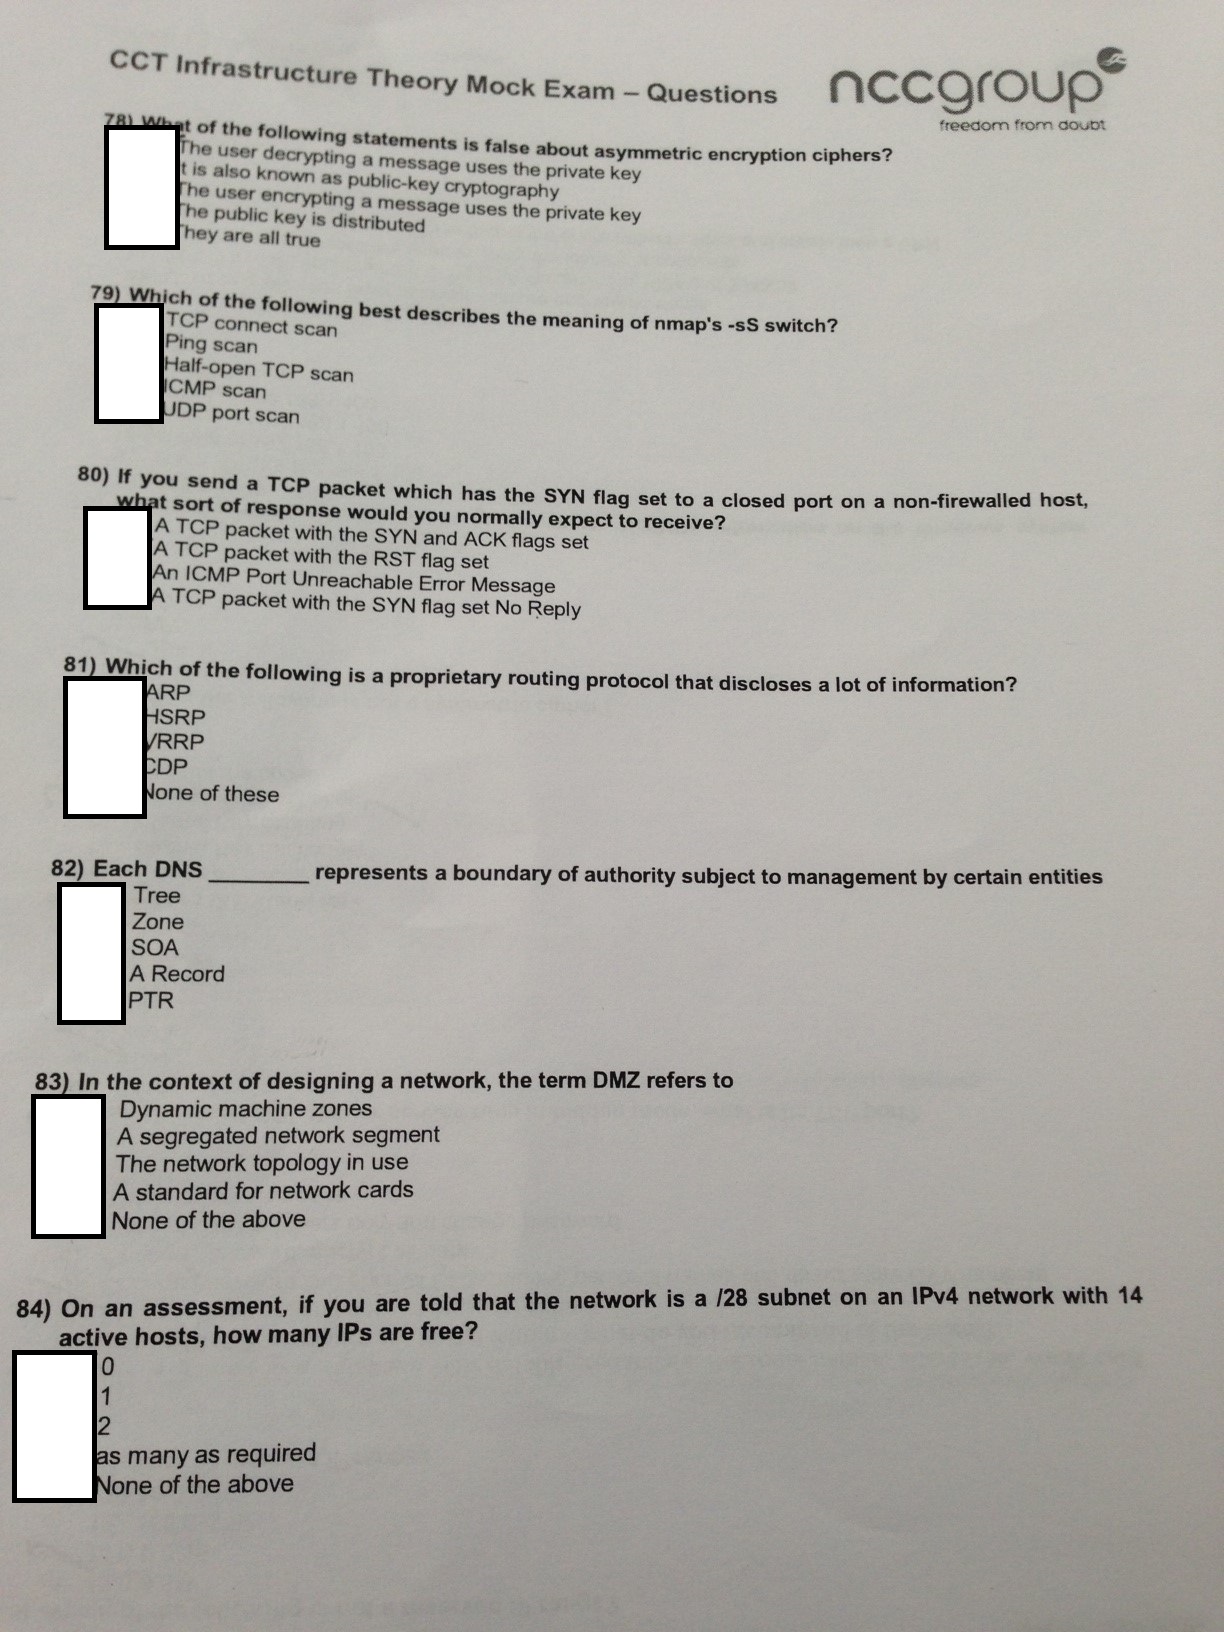 CCT Infrastructure Theory Mock Exam – Questions
nccgroup
freedom from doubt
78) What of the following statements is false about asymmetric encryption ciphers?
The user decrypting a message uses the private key
t is also known as public-key cryptography
The user encrypting a message uses the private key
The public key is distributed
They are all true
79) Which of the following best describes the meaning of nmap's -sS switch?
TCP connect scan
Ping scan
Half-open TCP scan
ICMP scan
UDP port scan
80) If you send a TCP packet which has the SYN flag set to a closed port on a non-firewalled host,
what sort of response would you normally expect to receive?
A TCP packet with the SYN and ACK flags set
A TCP packet with the RST flag set
An ICMP Port Unreachable Error Message
A TCP packet with the SYN flag set No Reply
81) Which of the following is a proprietary routing protocol that discloses a lot of information?
ARP
HSRP
VRRP
CDP
None of these
82) Each DNS ________ represents a boundary of authority subject to management by certain entities
Tree
Zone
SOA
A Record
PTR
83) In the context of designing a network, the term DMZ refers to
Dynamic machine zones
A segregated network segment
The network topology in use
A standard for network cards
None of the above
84) On an assessment, if you are told that the network is a /28 subnet on an IPv4 network with 14
active hosts, how many IPs are free?
0
1
2
as many as required
None of the above